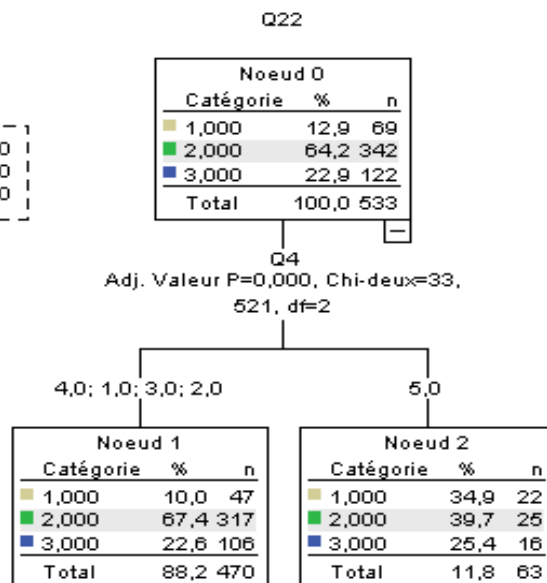 Q22
Noeud 0
Catégorie % n
1,000 12,9 69
2,000 64,2 342
3,000 22,9 122
Total 100,0 533
0
0
0
Q4
Adj. Valeur P=0,000, Chi-deux=33,
521, df=2
4,0; 1,0; 3,0; 2,0
5,0
Noeud 1
Catégorie % n
1,000 10,0 47
2,000 67,4 317
3,000 22,6 106
Total 88,2 470
Noeud 2
Catégorie % n
1,000 34,9 22
2,000 39,7 25
3,000 25,4 16
Total 11,8 63